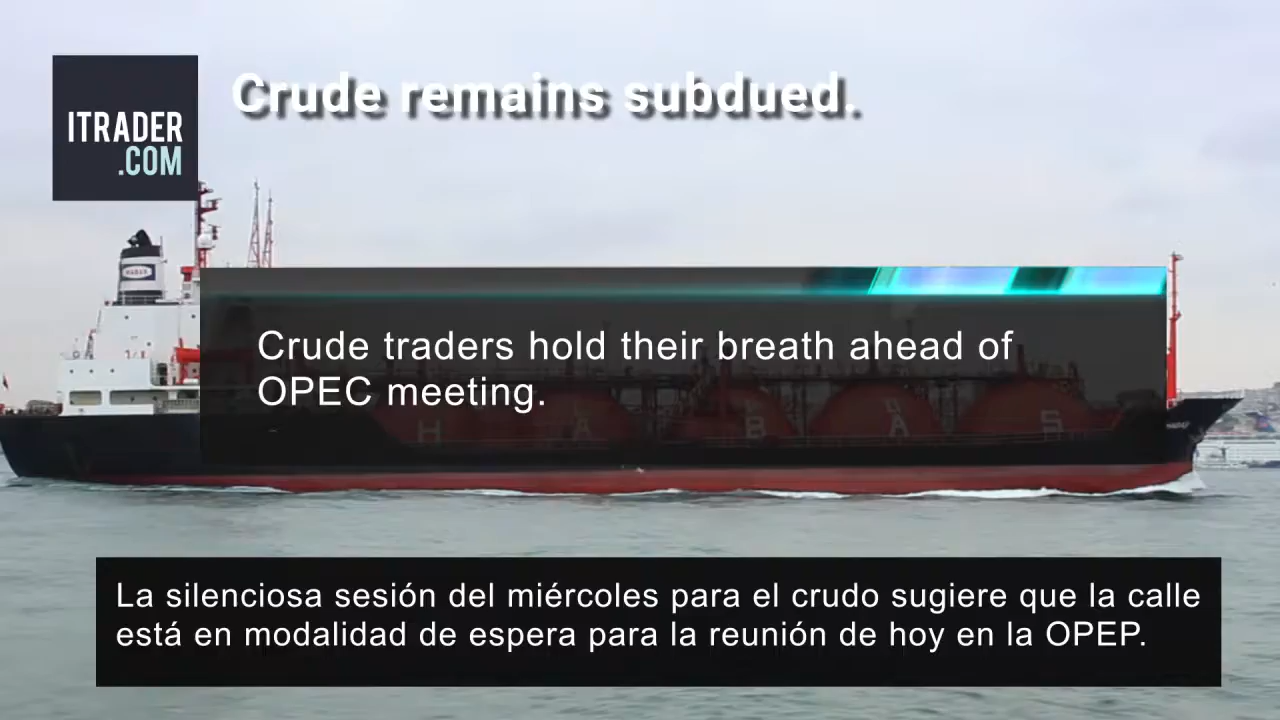 ITRADER
.COM
Crude remains subdued.
HABAS
Crude traders hold their breath ahead of
OPEC meeting.
H A B A S
La silenciosa sesión del miércoles para el crudo sugiere que la calle
está en modalidad de espera para la reunión de hoy en la OPEP.